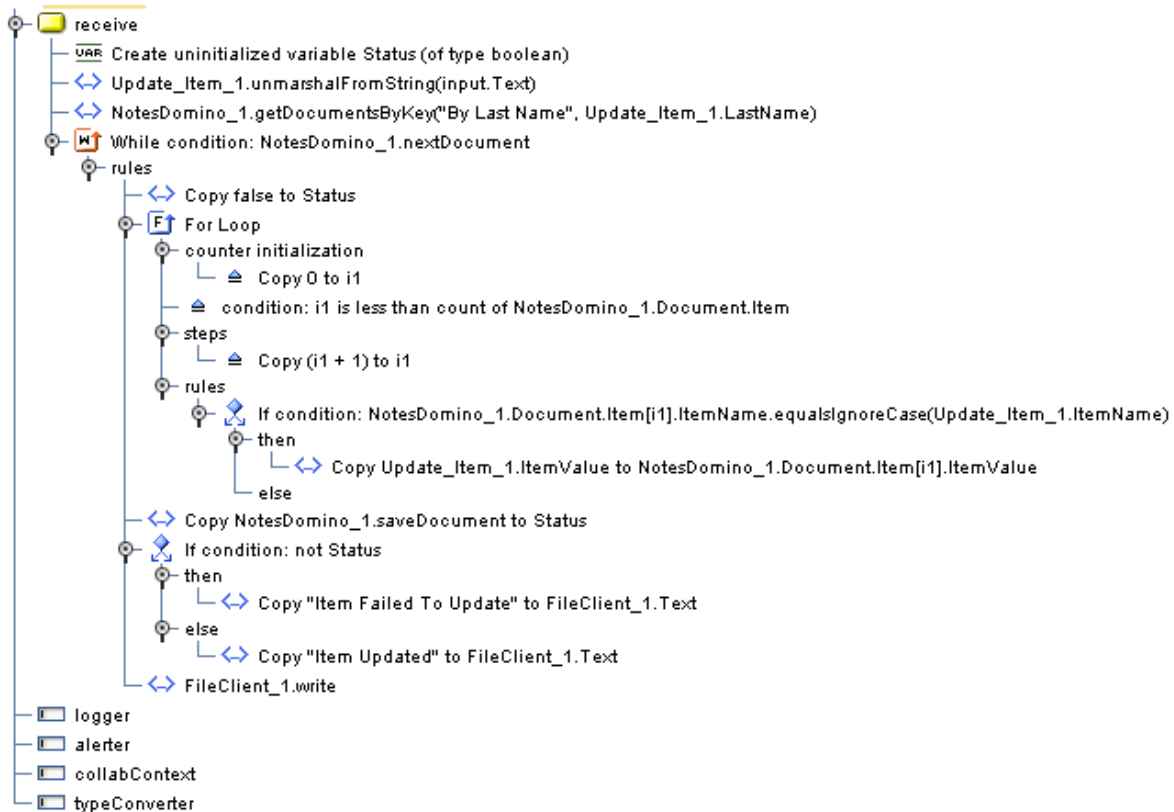 receive
VAR Create uninitialized variable Status (of type boolean)
Update_Item_1.unmarshalFromString(input.Text)
NotesDomino_1.getDocumentsByKey("By Last Name", Update_Item_1.LastName)
W While condition: NotesDomino_1.nextDocument
rules
Copy false to Status
F For Loop
counter initialization
Copy 0 to i1
condition: i1 is less than count of NotesDomino_1.Document.Item
steps
Copy (i1 + 1) to i1
rules
If condition: NotesDomino_1.Document.Item[i1].ItemName.equalsIgnoreCase(Update_Item_1.ItemName)
then
Copy Update_Item_1.ItemValue to NotesDomino_1.Document.Item[i1].ItemValue
else
Copy NotesDomino_1.saveDocument to Status
If condition: not Status
then
Copy "Item Failed To Update" to FileClient_1.Text
else
Copy "Item Updated" to FileClient_1.Text
FileClient_1.write
logger
alerter
collabContext
typeConverter